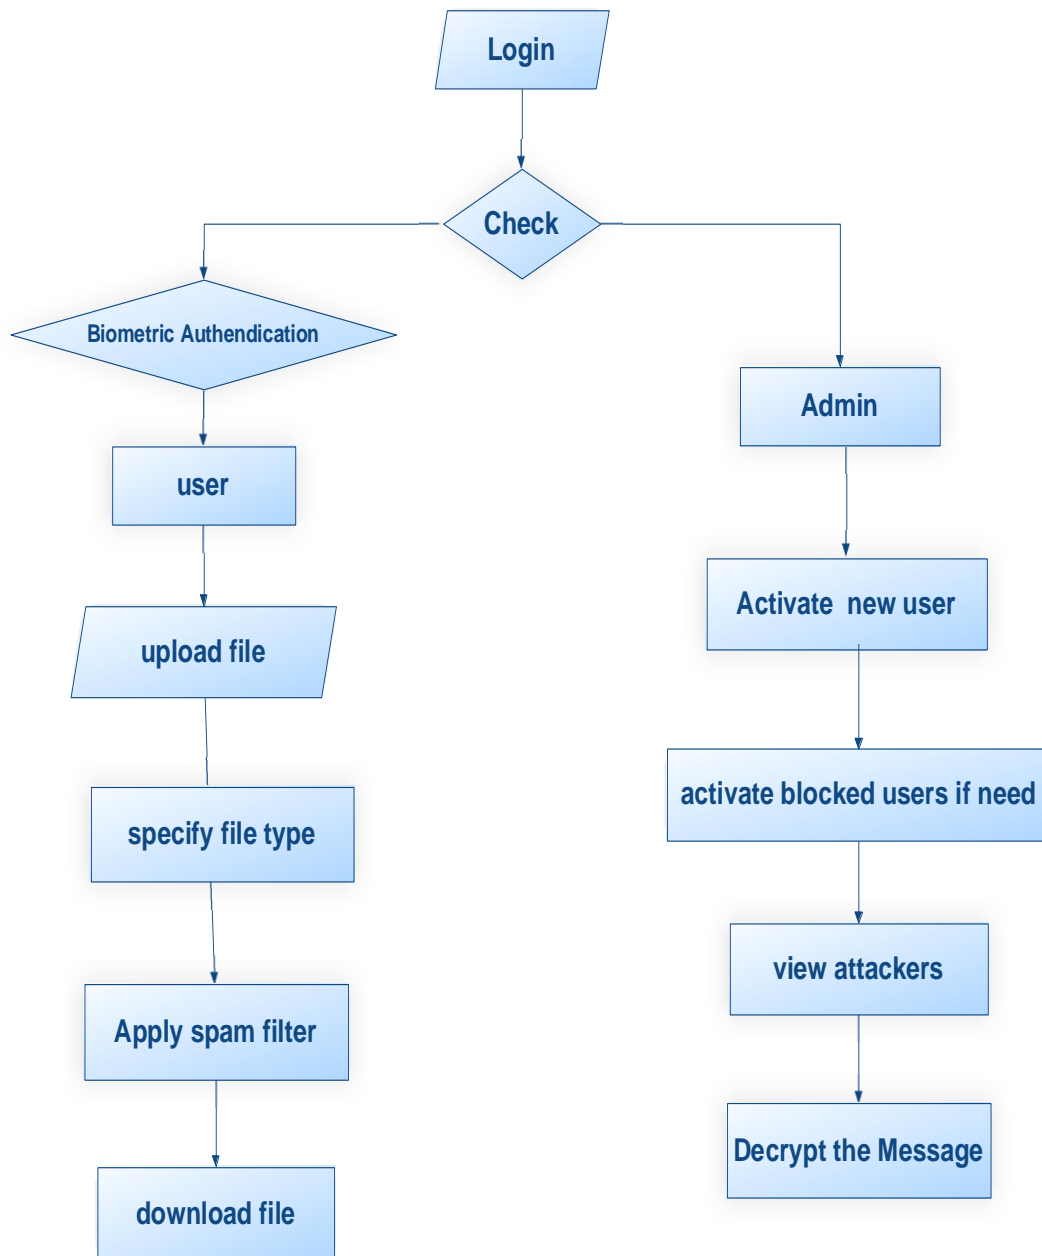 Login
Check
Biometric Authendication
user
upload file
specify file type
Apply spam filter
download file
Admin
Activate new user
activate blocked users if need
view attackers
Decrypt the Message